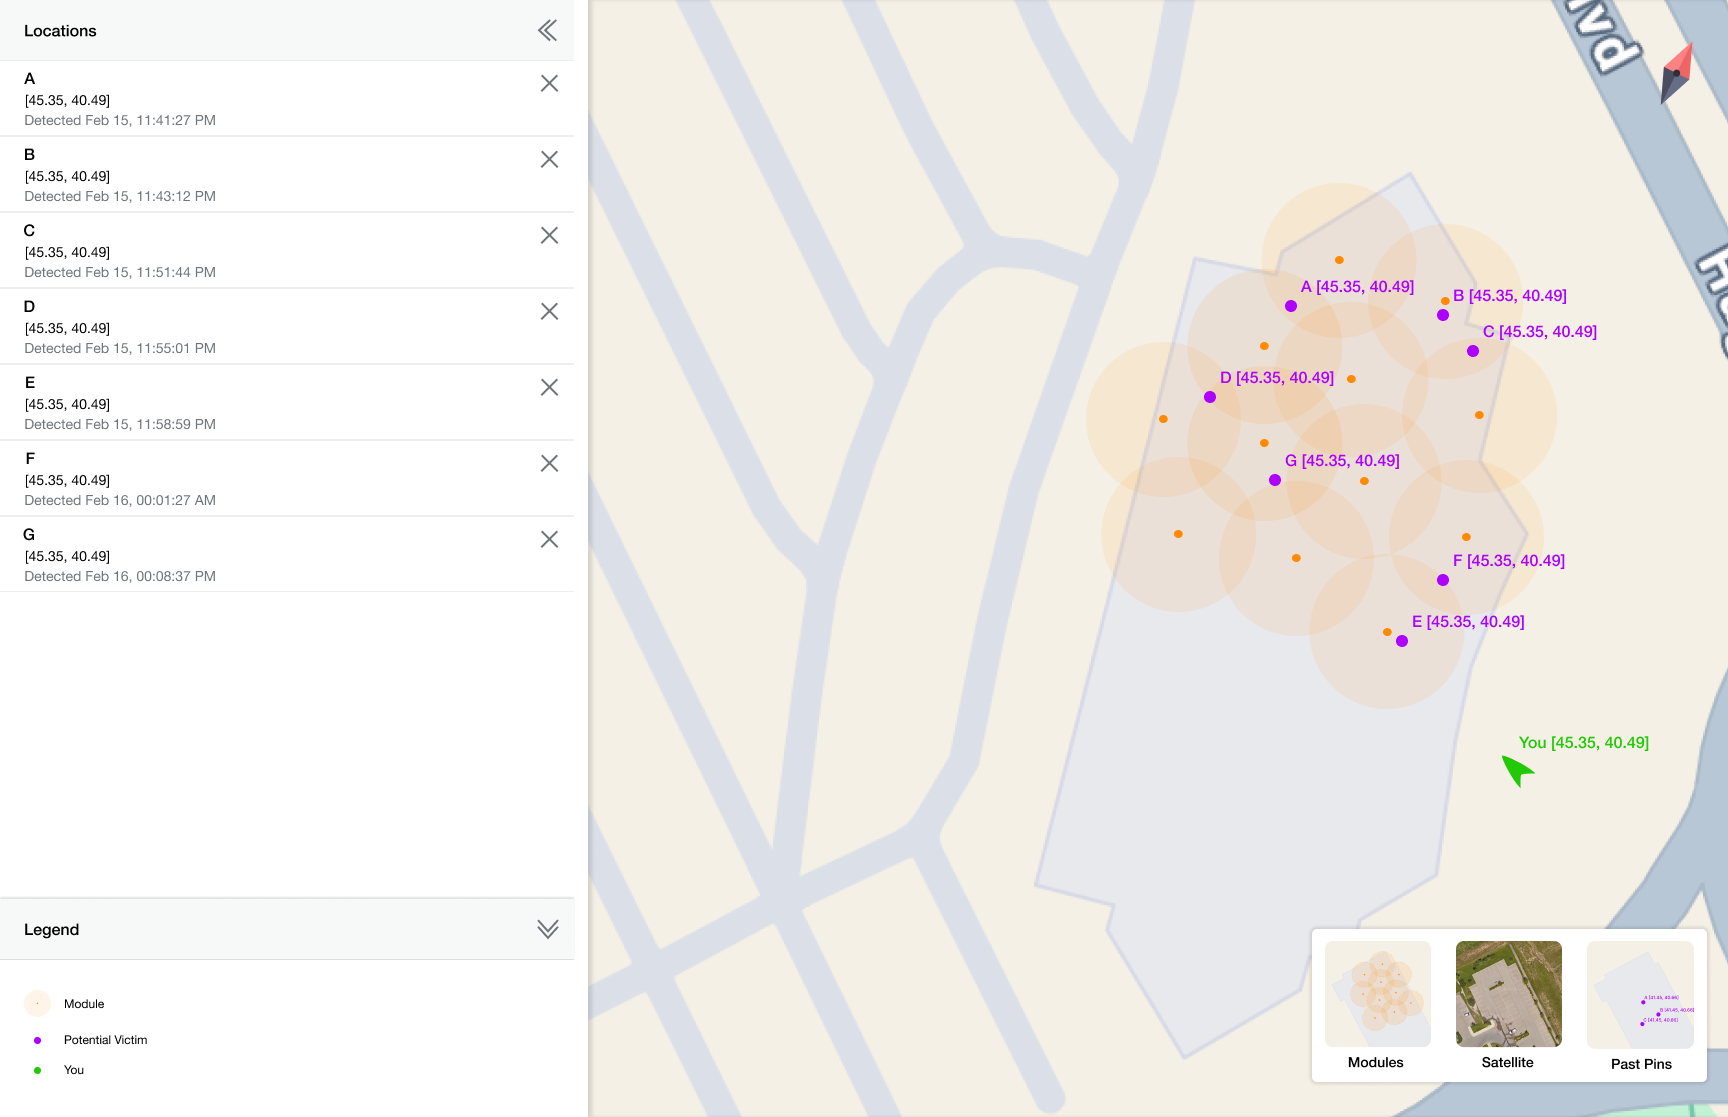 Locations
A
[45.35, 40.49]
Detected Feb 15, 11:41:27 PM
B
[45.35, 40.49]
Detected Feb 15, 11:43:12 PM
C
[45.35, 40.49]
Detected Feb 15, 11:51:44 PM
D
[45.35, 40.49]
Detected Feb 15, 11:55:01 PM
E
[45.35, 40.49]
Detected Feb 15, 11:58:59 PM
F
[45.35, 40.49]
Detected Feb 16, 00:01:27 AM
G
[45.35, 40.49]
Detected Feb 16, 00:08:37 PM
Legend
Module
Potential Victim
You
lvd
A [45.35, 40.49]
B [45.35, 40.49]
C [45.35, 40.49]
D [45.35, 40.49]
G [45.35, 40.49]
F [45.35, 40.49]
E [45.35, 40.49]
You [45.35, 40.49]
Modules
Satellite
Past Pins